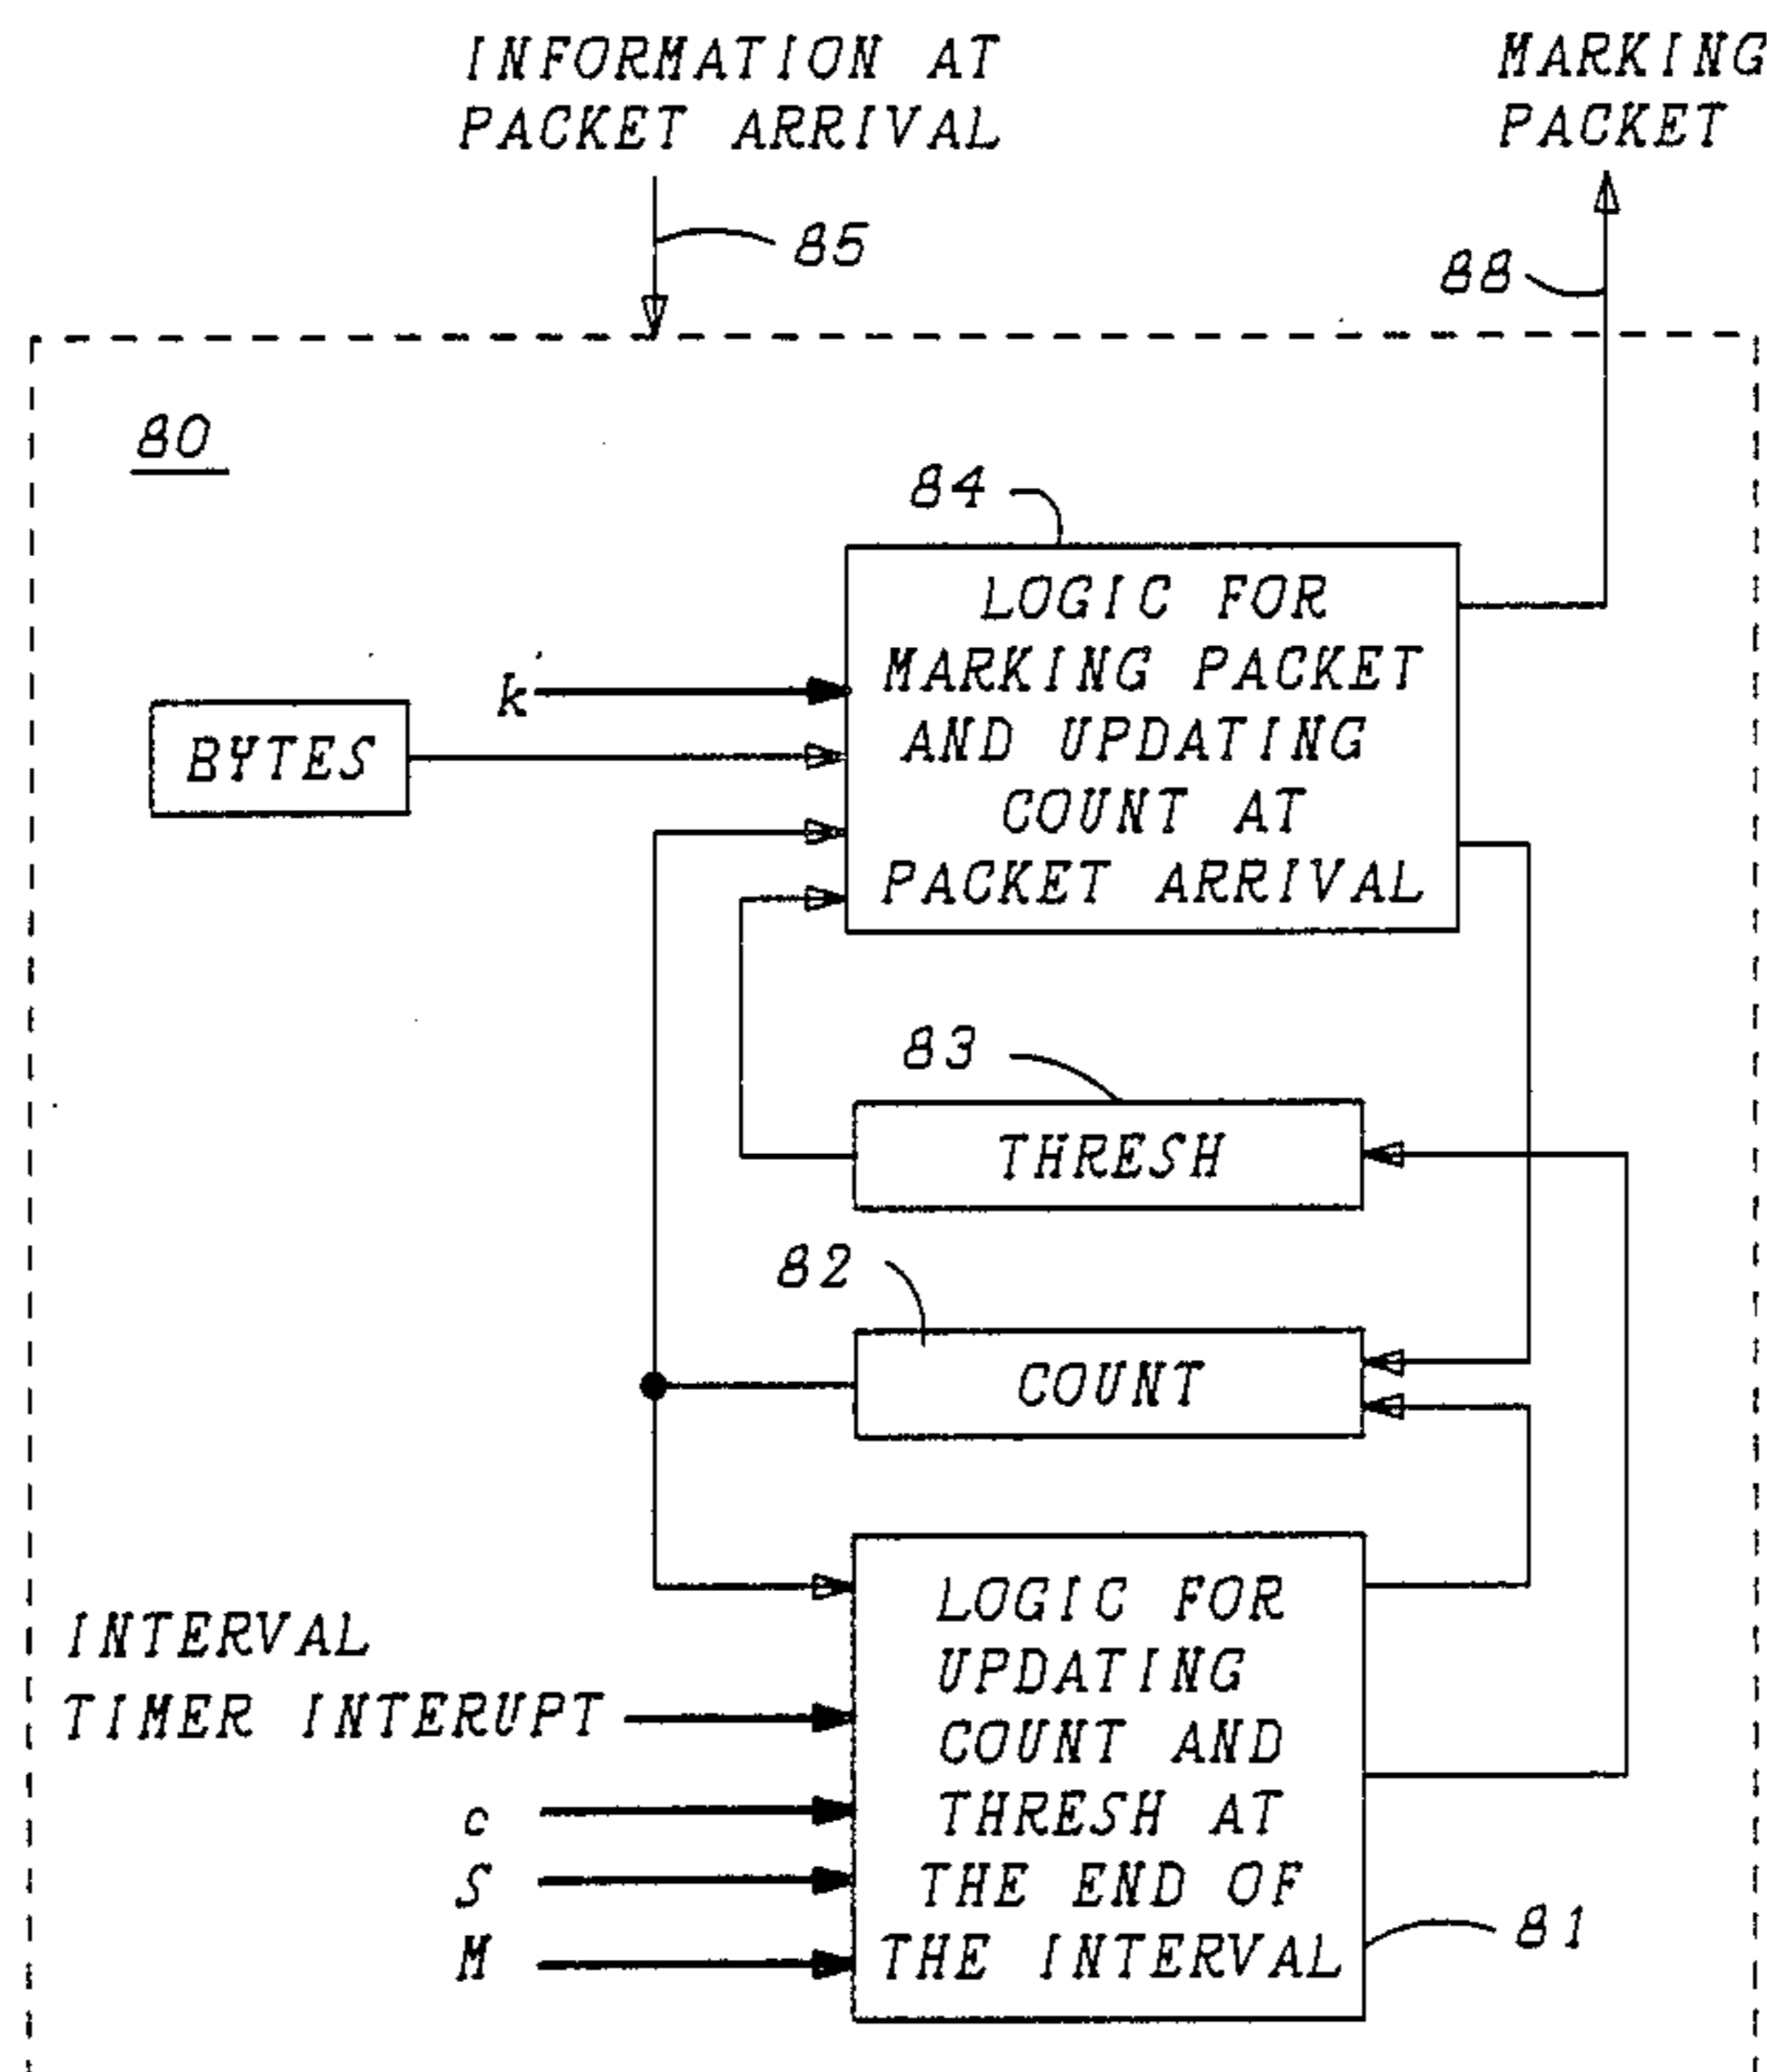 INFORMATION AT
PACKET ARRIVAL
MARKING
PACKET
85
88
80
84
LOGIC FOR
MARKING PACKET
AND UPDATING
COUNT AT
PACKET ARRIVAL
k
BYTES
83
THRESH
82
COUNT
INTERVAL
TIMER INTERUPT
c
S
M
LOGIC FOR
UPDATING
COUNT AND
THRESH AT
THE END OF
THE INTERVAL
81